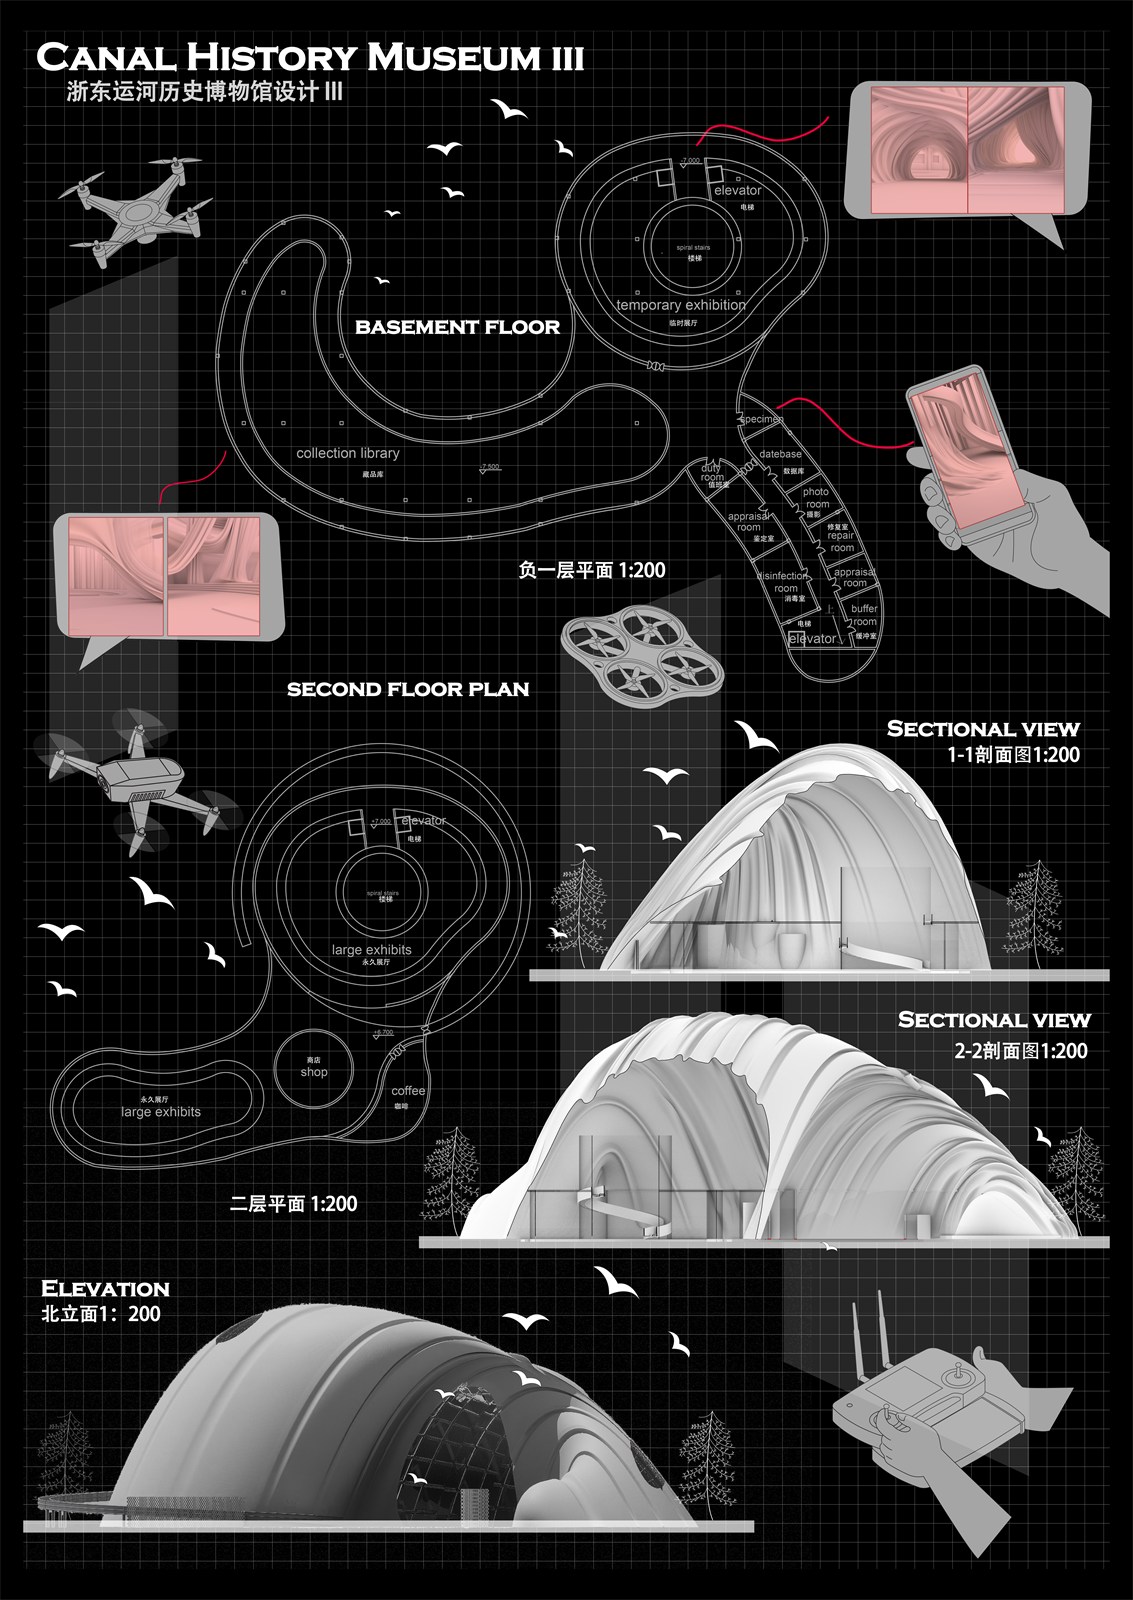 CANAL HISTORY MUSEUM III
浙东运河历史博物馆设计 III
-7.000
elevator
电梯
spiral stairs
楼梯
temporary exhibition
临时展厅
BASEMENT FLOOR
collection library
藏品库
-7.500
specimen
datebase
数据库
duty
room
值班室
photo
room
摄影
appraisal
room
鉴定室
修复室
repair
room
disinfection
room
消毒室
appraisal
room
上
buffer
room
缓冲室
电梯
elevator
负一层平面 1:200
SECOND FLOOR PLAN
+7.000
elevator
电梯
spiral stairs
楼梯
large exhibits
永久展厅
+6.700
商店
shop
coffee
咖啡
永久展厅
large exhibits
二层平面 1:200
SECTIONAL VIEW
1-1剖面图1:200
SECTIONAL VIEW
2-2剖面图1:200
ELEVATION
北立面1：200